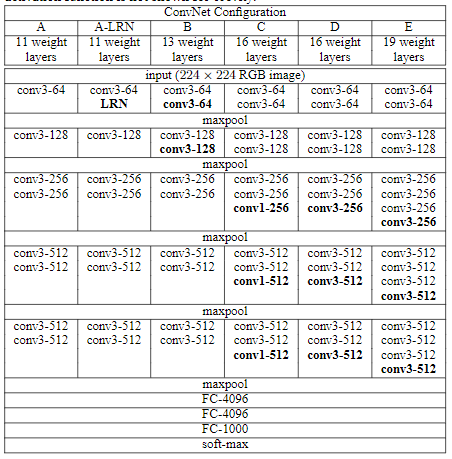 ConvNet Configuration
A A-LRN B C D E
11 weight 11 weight 13 weight 16 weight 16 weight 19 weight
layers layers layers layers layers layers
input (224 × 224 RGB image)
conv3-64 conv3-64 conv3-64 conv3-64 conv3-64 conv3-64
LRN conv3-64 conv3-64 conv3-64 conv3-64
maxpool
conv3-128 conv3-128 conv3-128 conv3-128 conv3-128 conv3-128
conv3-128 conv3-128 conv3-128 conv3-128
maxpool
conv3-256 conv3-256 conv3-256 conv3-256 conv3-256 conv3-256
conv3-256 conv3-256 conv3-256 conv3-256 conv3-256 conv3-256
conv1-256 conv3-256 conv3-256
conv3-256
maxpool
conv3-512 conv3-512 conv3-512 conv3-512 conv3-512 conv3-512
conv3-512 conv3-512 conv3-512 conv3-512 conv3-512 conv3-512
conv1-512 conv3-512 conv3-512
conv3-512
maxpool
conv3-512 conv3-512 conv3-512 conv3-512 conv3-512 conv3-512
conv3-512 conv3-512 conv3-512 conv3-512 conv3-512 conv3-512
conv1-512 conv3-512 conv3-512
conv3-512
maxpool
FC-4096
FC-4096
FC-1000
soft-max